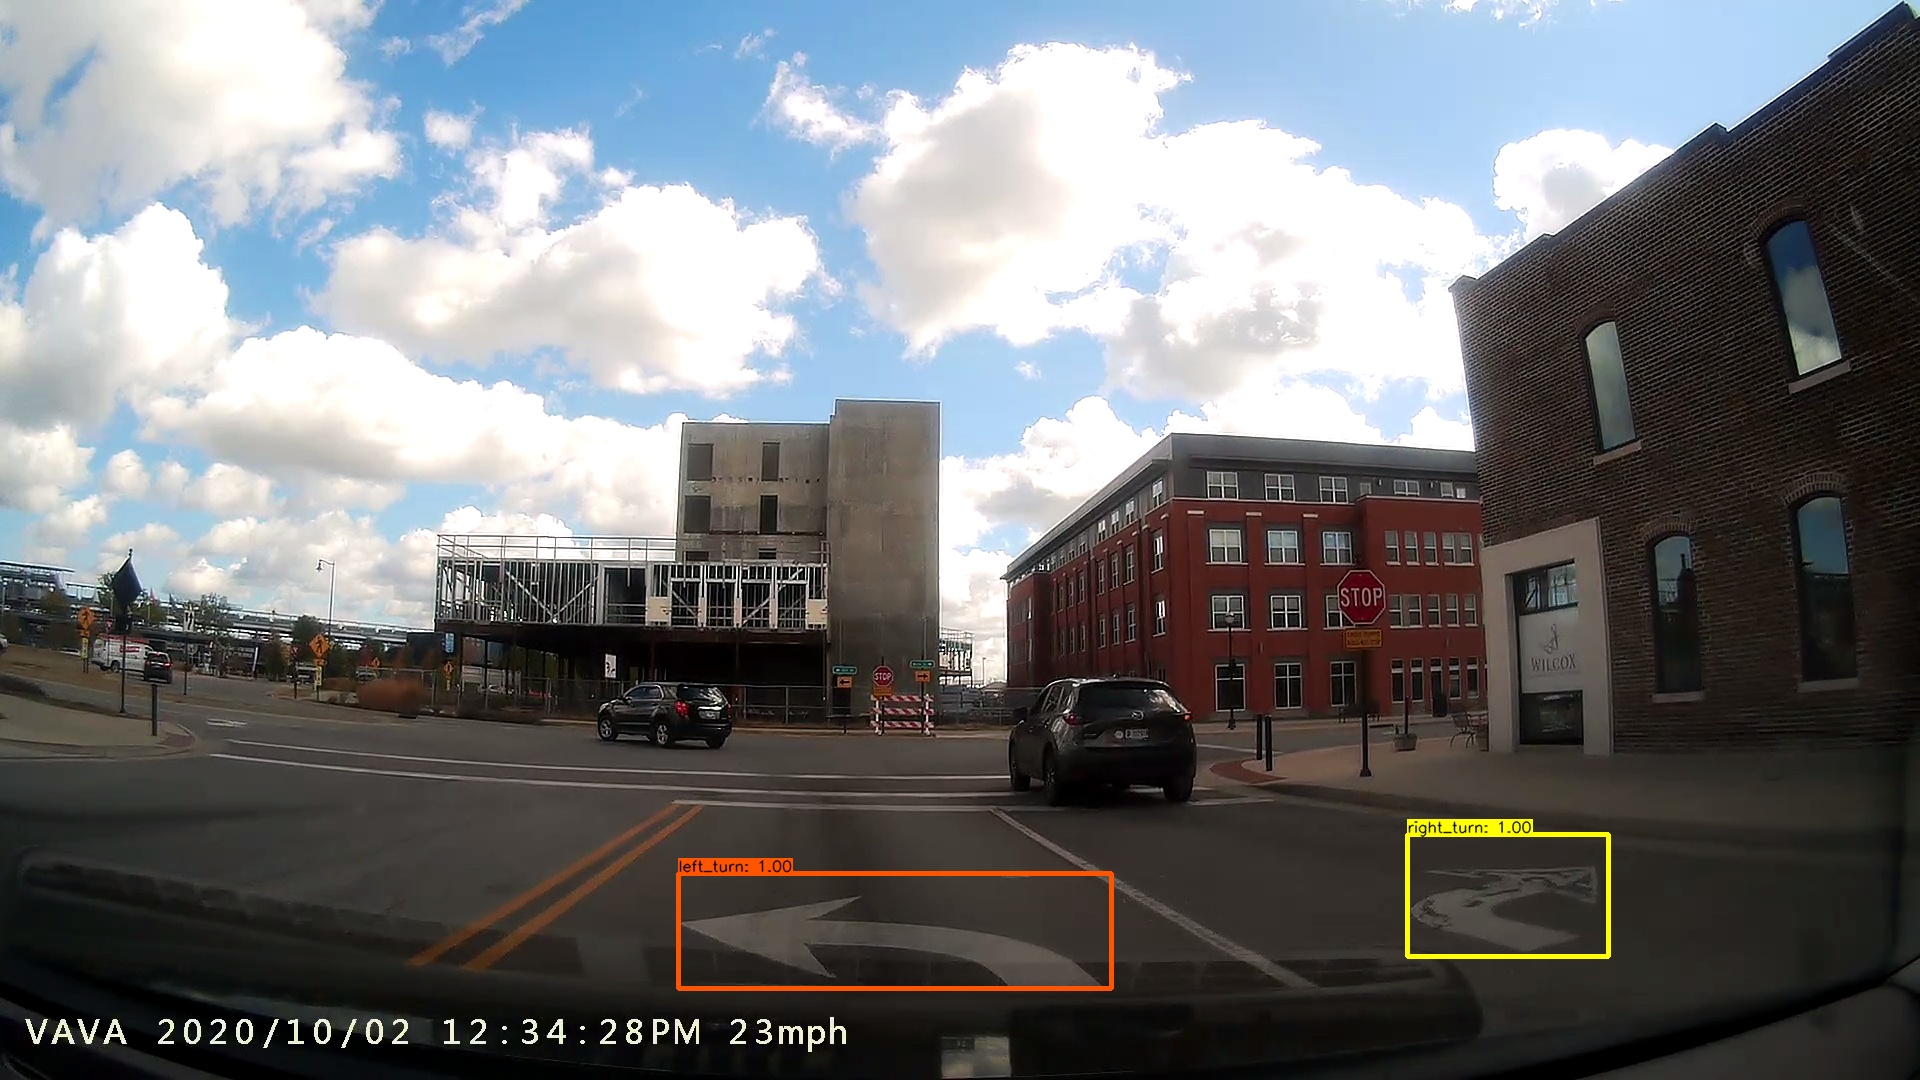 STOP
WILCOX
STOP
right_turn: 1.00
left_turn: 1.00
VAVA 2020/10/02 12:34:28PM 23mph